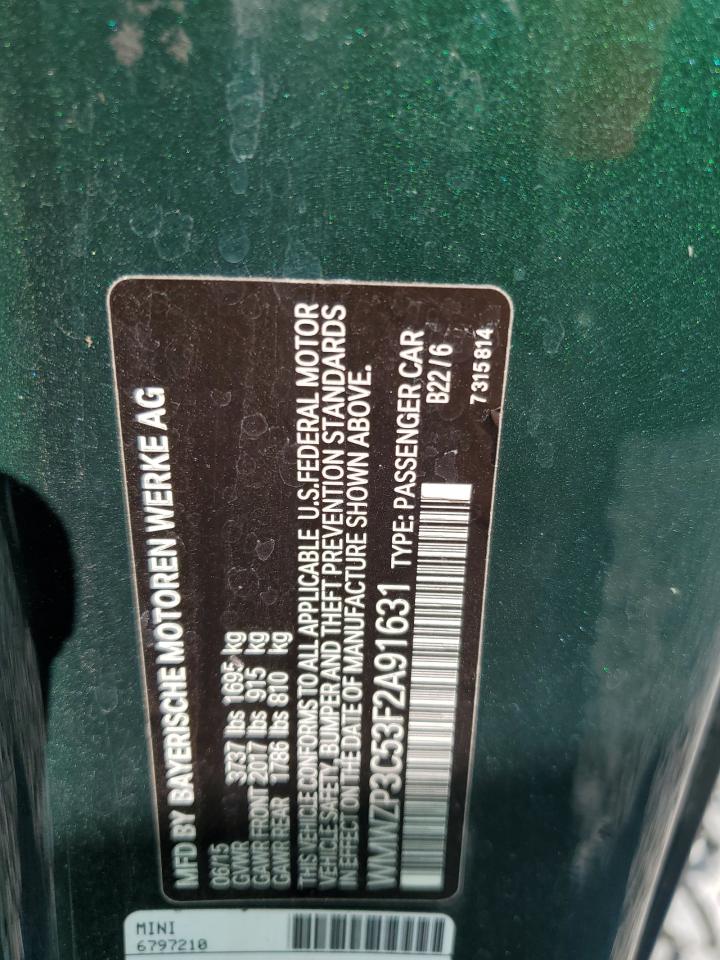 MFD BY BAYERISCHE MOTOREN WERKE AG
06/15
GVWR 3737 lbs 1695 kg
GAWR FRONT 2017 lbs 915 kg
GAWR REAR 1786 lbs 810 kg
THIS VEHICLE CONFORMS TO ALL APPLICABLE U.S. FEDERAL MOTOR
VEHICLE SAFETY, BUMPER AND THEFT PREVENTION STANDARDS
IN EFFECT ON THE DATE OF MANUFACTURE SHOWN ABOVE.
WMWZP3C53F2A91631 TYPE: PASSENGER CAR
B22 / 6
7 315 814
MINI
6797210